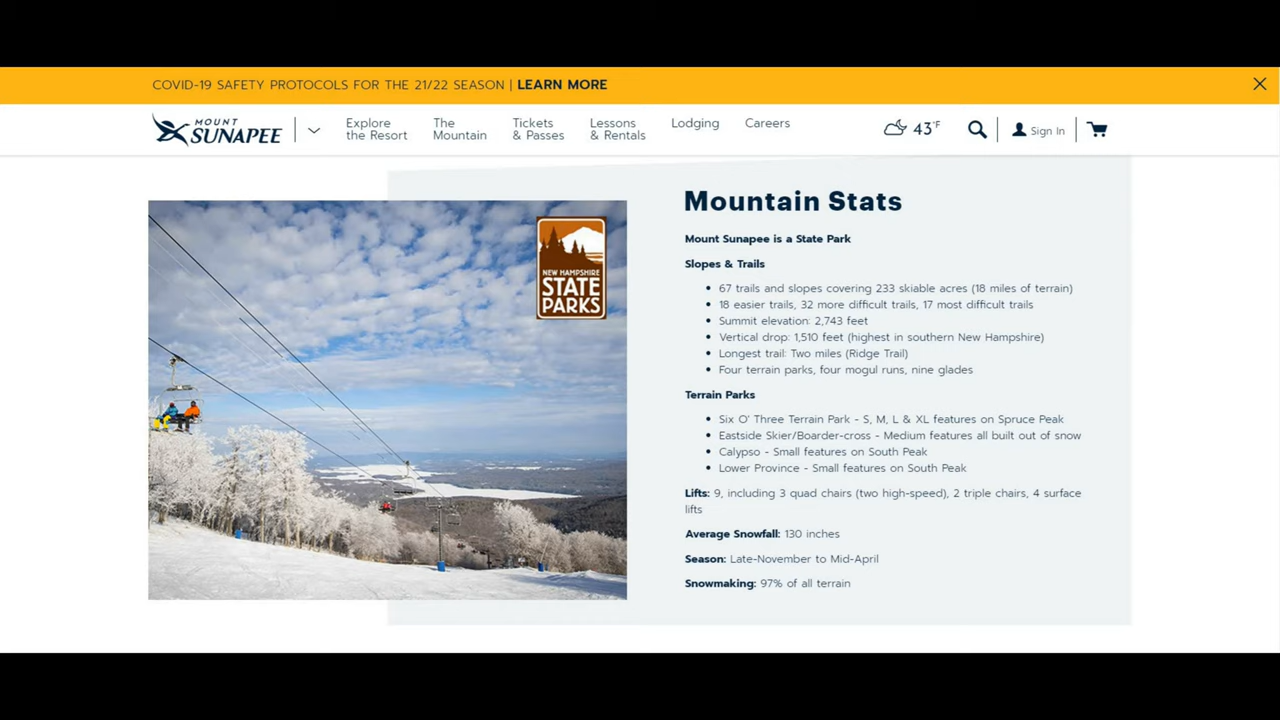 COVID-19 SAFETY PROTOCOLS FOR THE 21/22 SEASON | LEARN MORE
MOUNT
SUNAPEE
Explore
the Resort
The
Mountain
Tickets
& Passes
Lessons
& Rentals
Lodging
Careers
43°F
Sign In
NEW HAMPSHIRE
STATE
PARKS
Mountain Stats
Mount Sunapee is a State Park
Slopes & Trails
67 trails and slopes covering 233 skiable acres (18 miles of terrain)
18 easier trails, 32 more difficult trails, 17 most difficult trails
Summit elevation: 2,743 feet
Vertical drop: 1,510 feet (highest in southern New Hampshire)
Longest trail: Two miles (Ridge Trail)
Four terrain parks, four mogul runs, nine glades
Terrain Parks
Six O' Three Terrain Park - S, M, L & XL features on Spruce Peak
Eastside Skier/Boarder-cross - Medium features all built out of snow
Calypso - Small features on South Peak
Lower Province - Small features on South Peak
Lifts: 9, including 3 quad chairs (two high-speed), 2 triple chairs, 4 surface
lifts
Average Snowfall: 130 inches
Season: Late-November to Mid-April
Snowmaking: 97% of all terrain